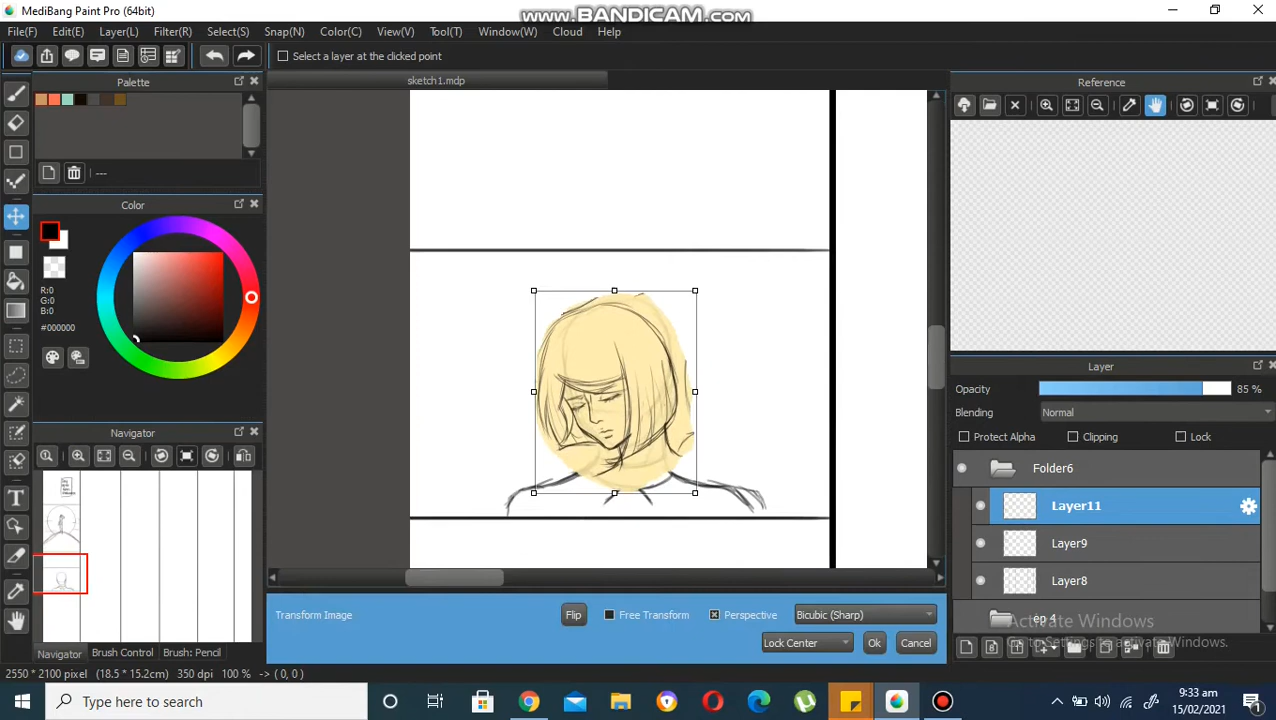 MediBang Paint Pro (64bit)
www.BANDICAM.com
File(F) Edit(E) Layer(L) Filter(R) Select(S) Snap(N) Color(C) View(V) Tool(T) Window(W) Cloud Help
Select a layer at the clicked point
Palette
sketch1.mdp
Reference
---
Color
R:0
G:0
B:0
#000000
Layer
Opacity 85 %
Blending Normal
Protect Alpha Clipping Lock
Navigator
Folder6
Layer11
Layer9
Layer8
ep 4
Transform Image Flip Free Transform Perspective Bicubic (Sharp)
Lock Center Ok Cancel
Activate Windows
Go to Settings to activate Windows.
Navigator Brush Control Brush: Pencil
2550 * 2100 pixel (18.5 * 15.2cm) 350 dpi 100 % -> ( 0, 0 )
Type here to search
9:33 am
15/02/2021
1